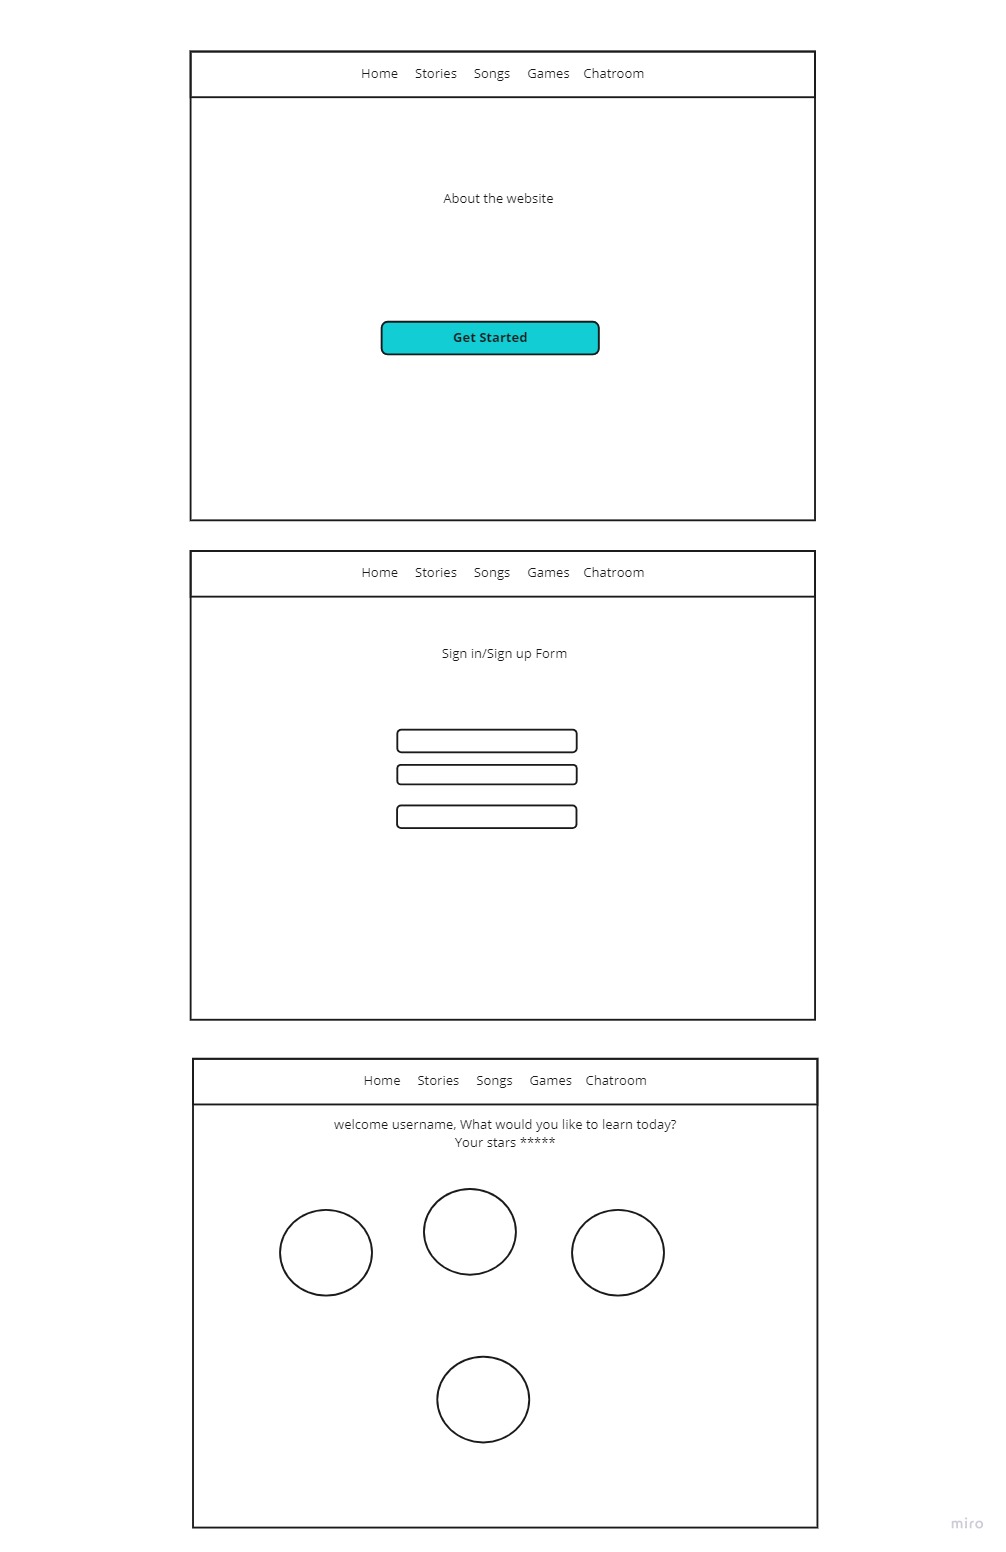 Home Stories Songs Games Chatroom
About the website
Get Started
Home Stories Songs Games Chatroom
Sign in/Sign up Form
Home Stories Songs Games Chatroom
welcome username, What would you like to learn today?
Your stars *****
miro